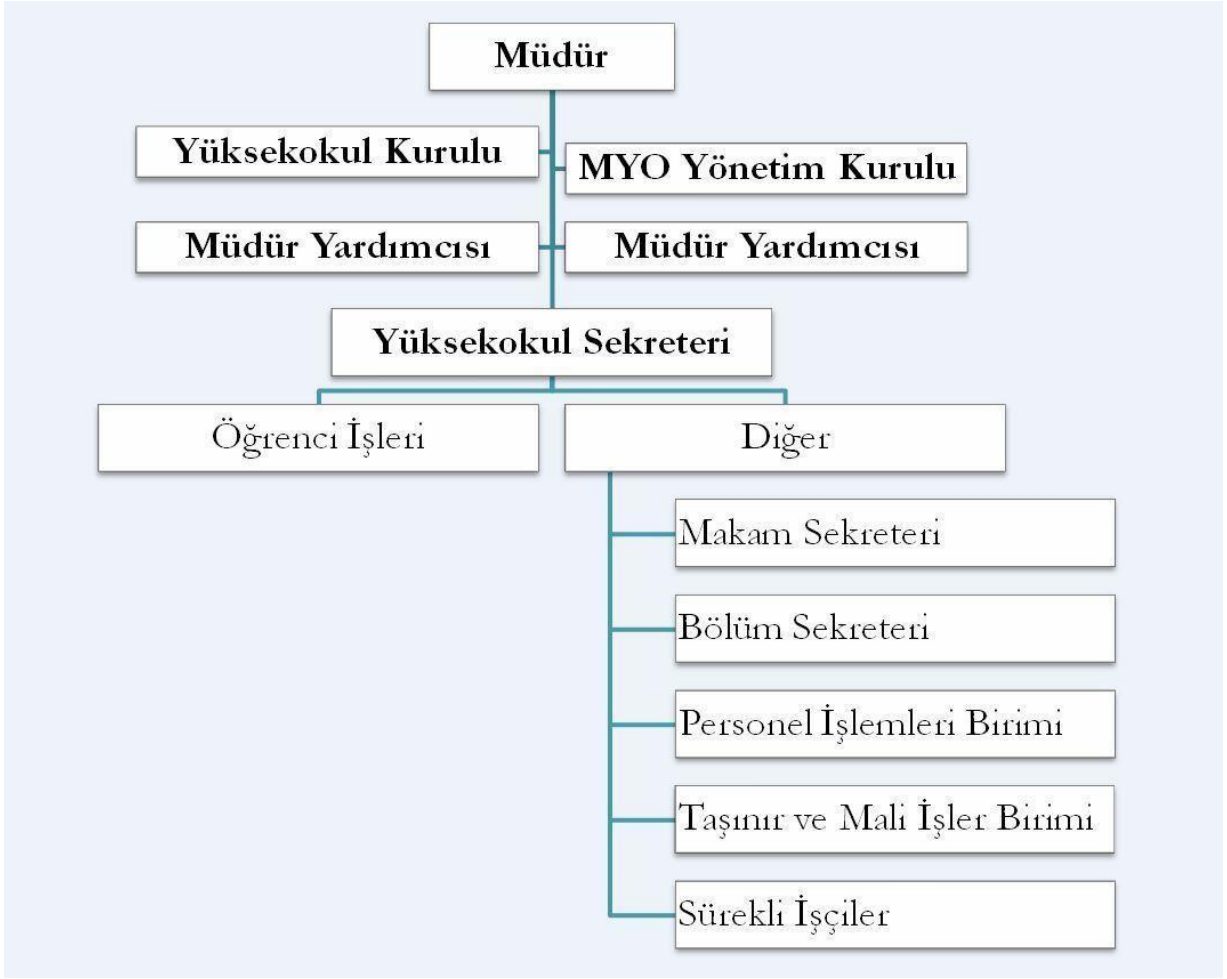 Müdür
Yüksekokul Kurulu
MYO Yönetim Kurulu
Müdür Yardımcısı
Müdür Yardımcısı
Yüksekokul Sekreteri
Öğrenci İşleri
Diğer
Makam Sekreteri
Bölüm Sekreteri
Personel İşlemleri Birimi
Taşınır ve Mali İşler Birimi
Sürekli İşçiler